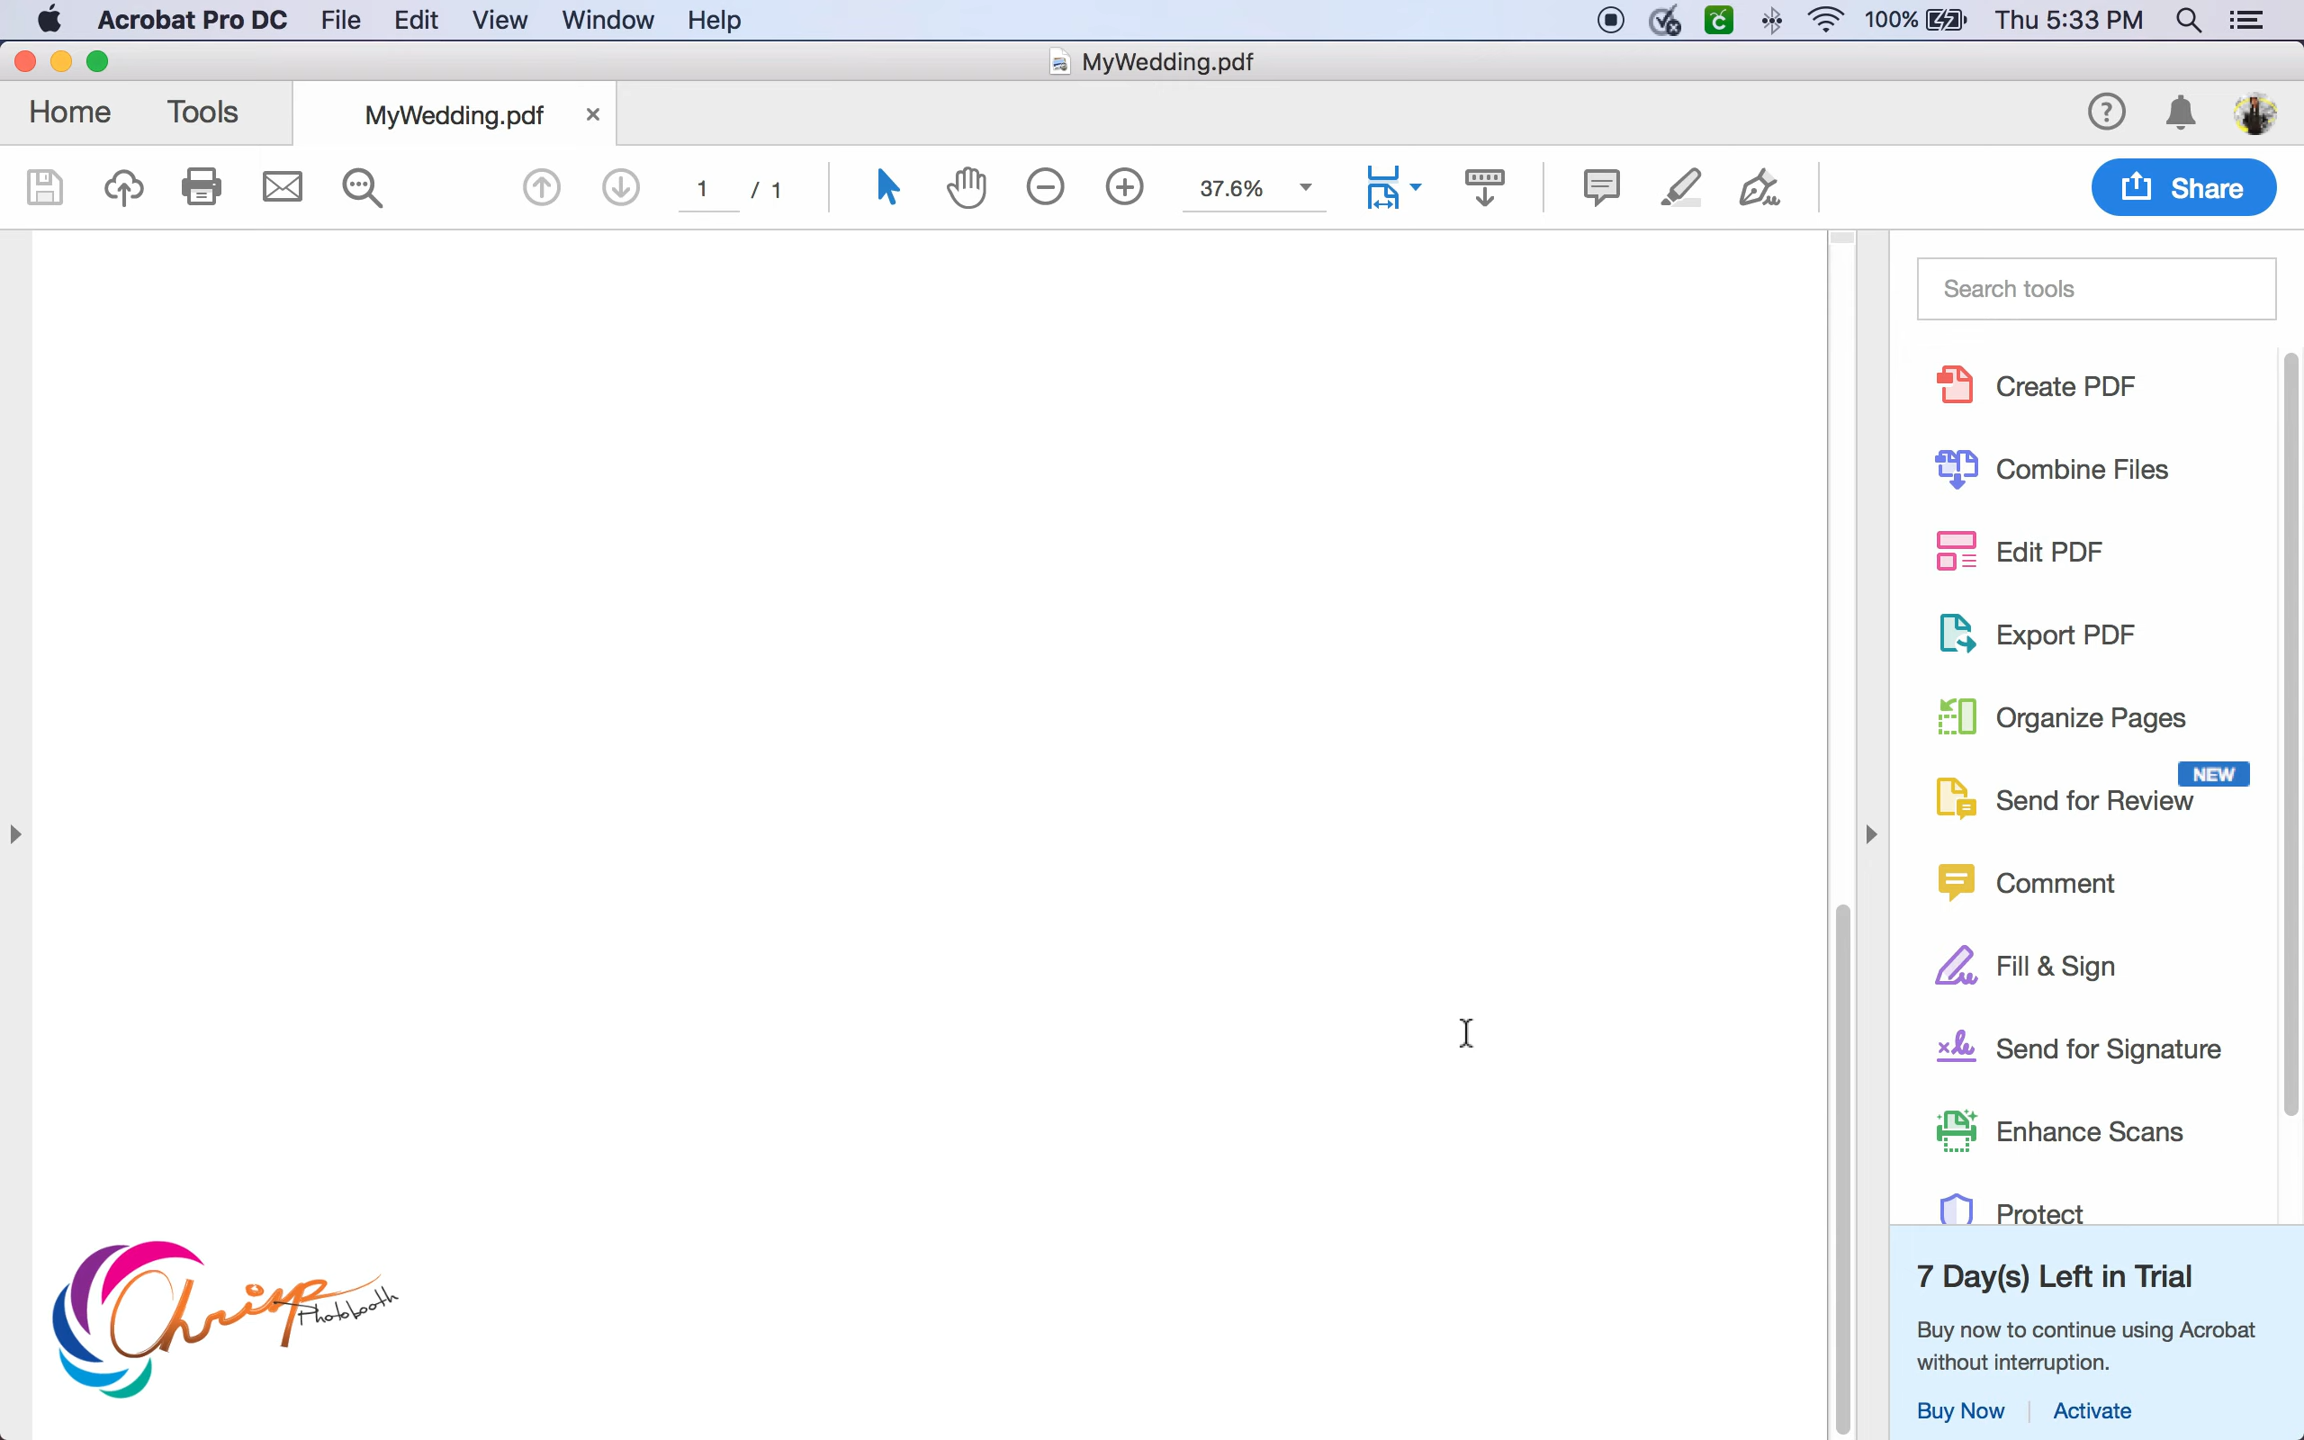 Acrobat Pro DC File Edit View Window Help 100% Thu 5:33 PM
MyWedding.pdf
Home Tools MyWedding.pdf
1 / 1 37.6% Share
Search tools
Create PDF
Combine Files
Edit PDF
Export PDF
Organize Pages
NEW
Send for Review
Comment
Fill & Sign
Send for Signature
Enhance Scans
Protect
Chrisp Photobooth
7 Day(s) Left in Trial
Buy now to continue using Acrobat
without interruption.
Buy Now Activate